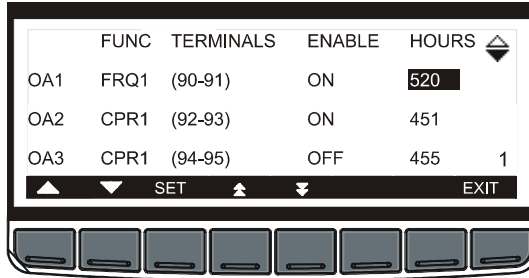 FUNC TERMINALS ENABLE HOURS
OA1 FRQ1 (90-91) ON 520
OA2 CPR1 (92-93) ON 451
OA3 CPR1 (94-95) OFF 455 1
SET EXIT